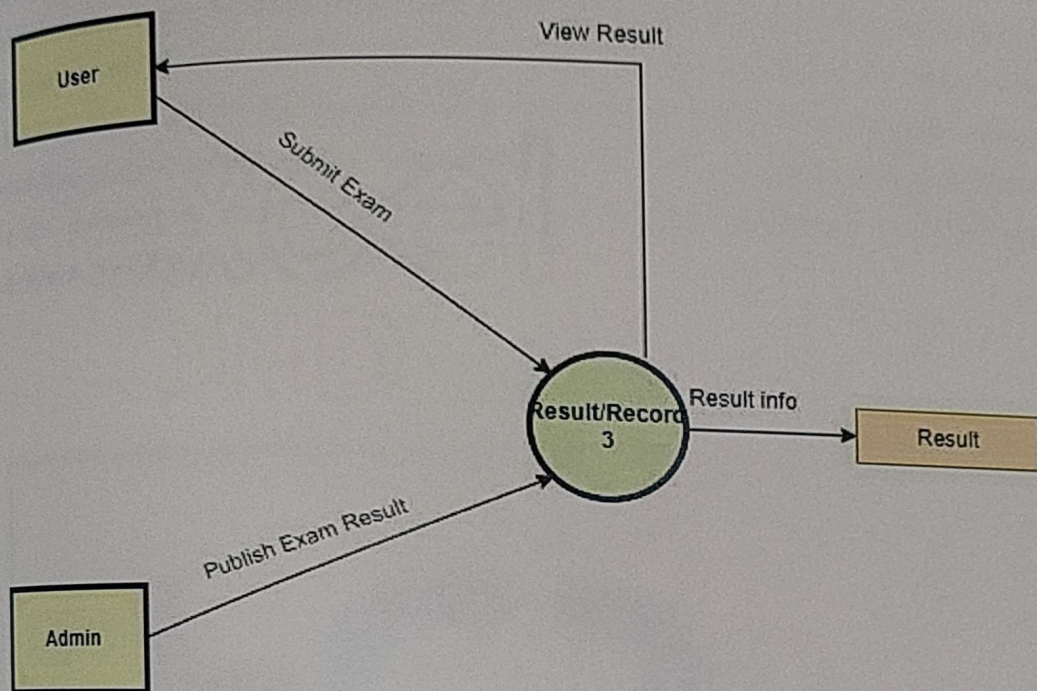 View Result
User
Submit Exam
Result/Record
3
Result info
Result
Publish Exam Result
Admin